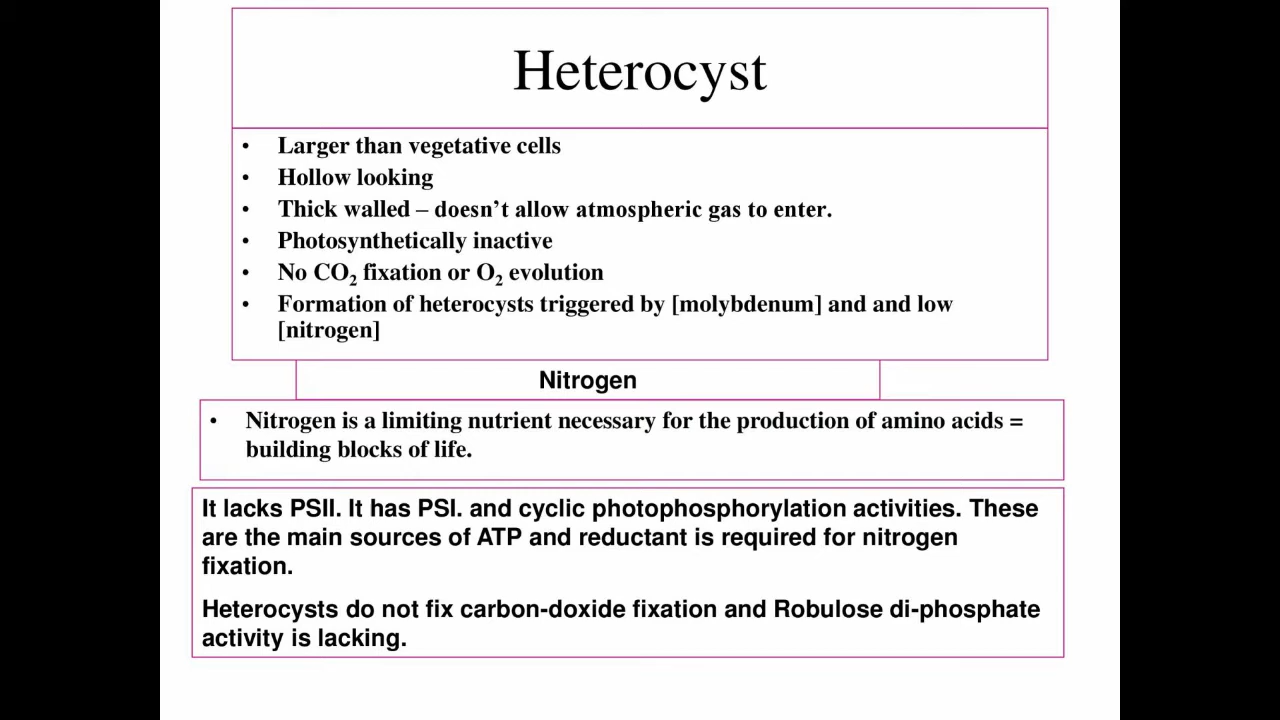 Heterocyst
• Larger than vegetative cells
• Hollow looking
• Thick walled – doesn’t allow atmospheric gas to enter.
• Photosynthetically inactive
• No CO₂ fixation or O₂ evolution
• Formation of heterocysts triggered by [molybdenum] and and low
[nitrogen]
Nitrogen
• Nitrogen is a limiting nutrient necessary for the production of amino acids =
building blocks of life.
It lacks PSII. It has PSI. and cyclic photophosphorylation activities. These
are the main sources of ATP and reductant is required for nitrogen
fixation.
Heterocysts do not fix carbon-doxide fixation and Robulose di-phosphate
activity is lacking.